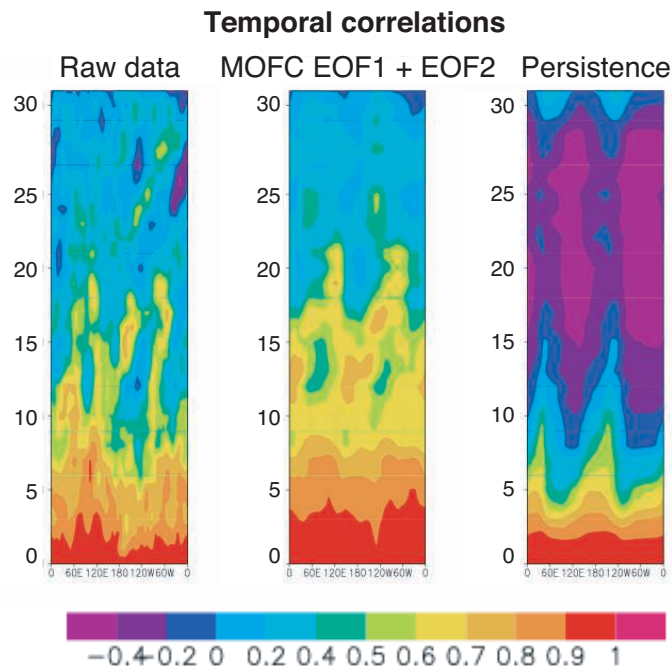 Temporal correlations
Raw data MOFC EOF1 + EOF2 Persistence
30 30 30
25 25 25
20 20 20
15 15 15
10 10 10
5 5 5
0 0 0
0 60E 120E 180 120W 60W 0 0 60E 120E 180 120W 60W 0 0 60E 120E 180 120W 60W 0
−0.4 −0.2 0 0.2 0.4 0.5 0.6 0.7 0.8 0.9 1